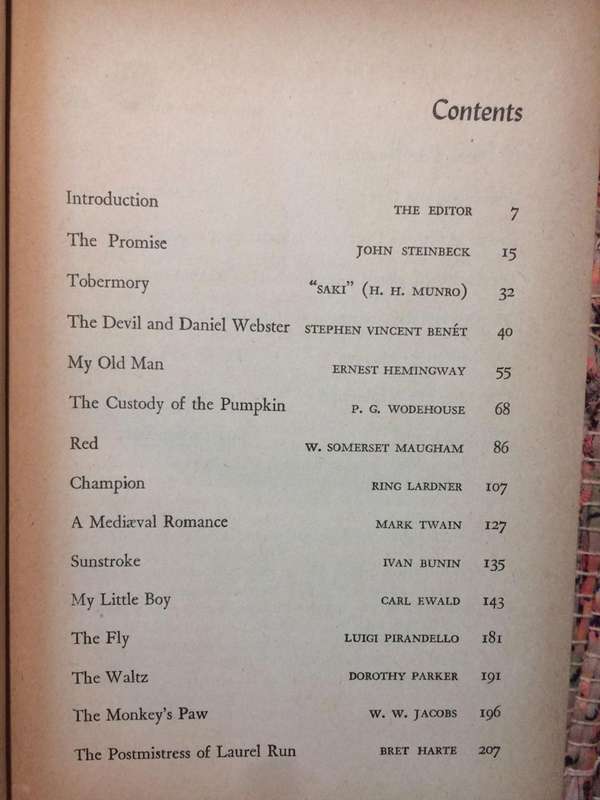 Contents
Introduction THE EDITOR 7
The Promise JOHN STEINBECK 15
Tobermory "SAKI" (H. H. MUNRO) 32
The Devil and Daniel Webster STEPHEN VINCENT BENÉT 40
My Old Man ERNEST HEMINGWAY 55
The Custody of the Pumpkin P. G. WODEHOUSE 68
Red W. SOMERSET MAUGHAM 86
Champion RING LARDNER 107
A Mediæval Romance MARK TWAIN 127
Sunstroke IVAN BUNIN 135
My Little Boy CARL EWALD 143
The Fly LUIGI PIRANDELLO 181
The Waltz DOROTHY PARKER 191
The Monkey's Paw W. W. JACOBS 196
The Postmistress of Laurel Run BRET HARTE 207